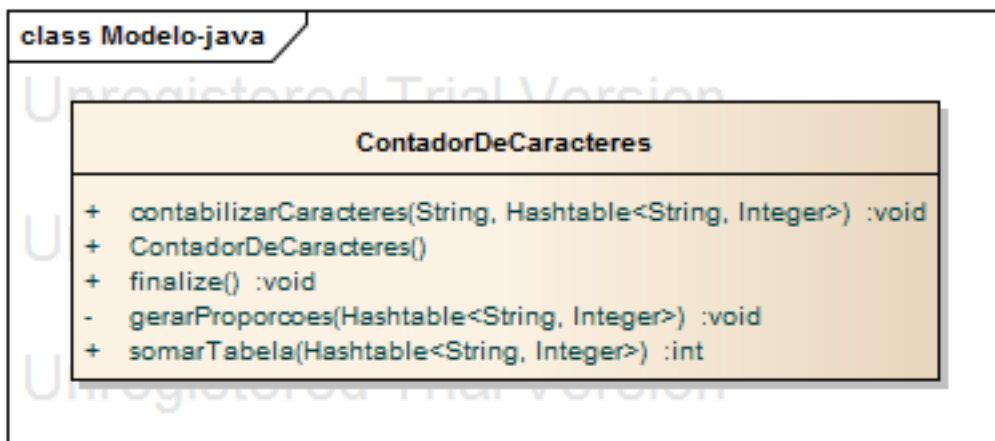 class Modelo-java
Unregistered Trial Version
ContadorDeCaracteres
+ contabilizarCaracteres(String, Hashtable<String, Integer>) :void
+ ContadorDeCaracteres()
+ finalize() :void
- gerarProporcoes(Hashtable<String, Integer>) :void
+ somarTabela(Hashtable<String, Integer>) :int
Unregistered Trial Version